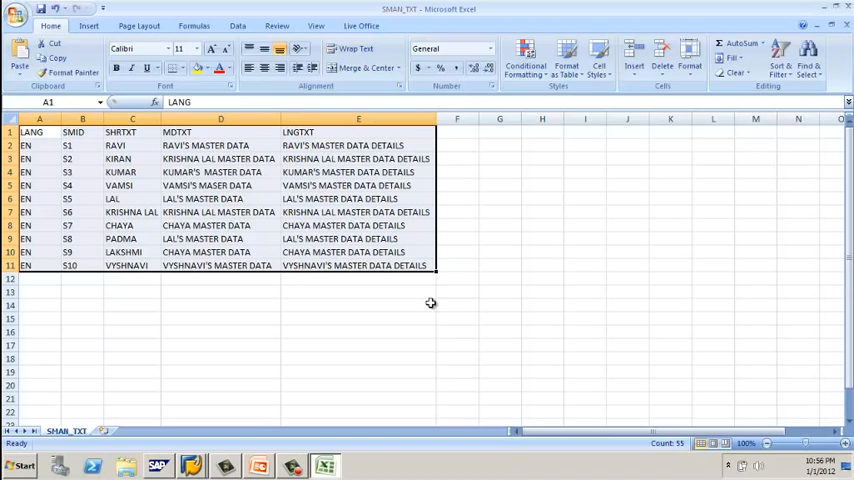 SMAN_TXT - Microsoft Excel
Home Insert Page Layout Formulas Data Review View Live Office
Cut
Copy
Format Painter
Paste
Clipboard
Calibri 11
B I U
Font
Wrap Text
Merge & Center
Alignment
General
$ % ,
Number
Conditional Formatting
Format as Table
Cell Styles
Styles
Insert Delete Format
Cells
Σ AutoSum
Fill
Clear
Sort & Filter
Find & Select
Editing
A1 fx LANG
A B C D E F G H I J K L M N O
1 LANG SMID SHRTXT MDTXT LNGTXT
2 EN S1 RAVI RAVI'S MASTER DATA RAVI'S MASTER DATA DETAILS
3 EN S2 KIRAN KRISHNA LAL MASTER DATA KRISHNA LAL MASTER DATA DETAILS
4 EN S3 KUMAR KUMAR'S MASTER DATA KUMAR'S MASTER DATA DETAILS
5 EN S4 VAMSI VAMSI'S MASER DATA VAMSI'S MASTER DATA DETAILS
6 EN S5 LAL LAL'S MASTER DATA LAL'S MASTER DATA DETAILS
7 EN S6 KRISHNA LAL KRISHNA LAL MASTER DATA KRISHNA LAL MASTER DATA DETAILS
8 EN S7 CHAYA CHAYA MASTER DATA CHAYA MASTER DATA DETAILS
9 EN S8 PADMA LAL'S MASTER DATA LAL'S MASTER DATA DETAILS
10 EN S9 LAKSHMI CHAYA MASTER DATA CHAYA MASTER DATA DETAILS
11 EN S10 VYSHNAVI VYSHNAVI'S MASTER DATA VYSHNAVI'S MASTER DATA DETAILS
12
13
14
15
16
17
18
19
20
21
22
SMAN_TXT
Ready Count: 55 100%
Start SAP 10:56 PM
1/1/2012